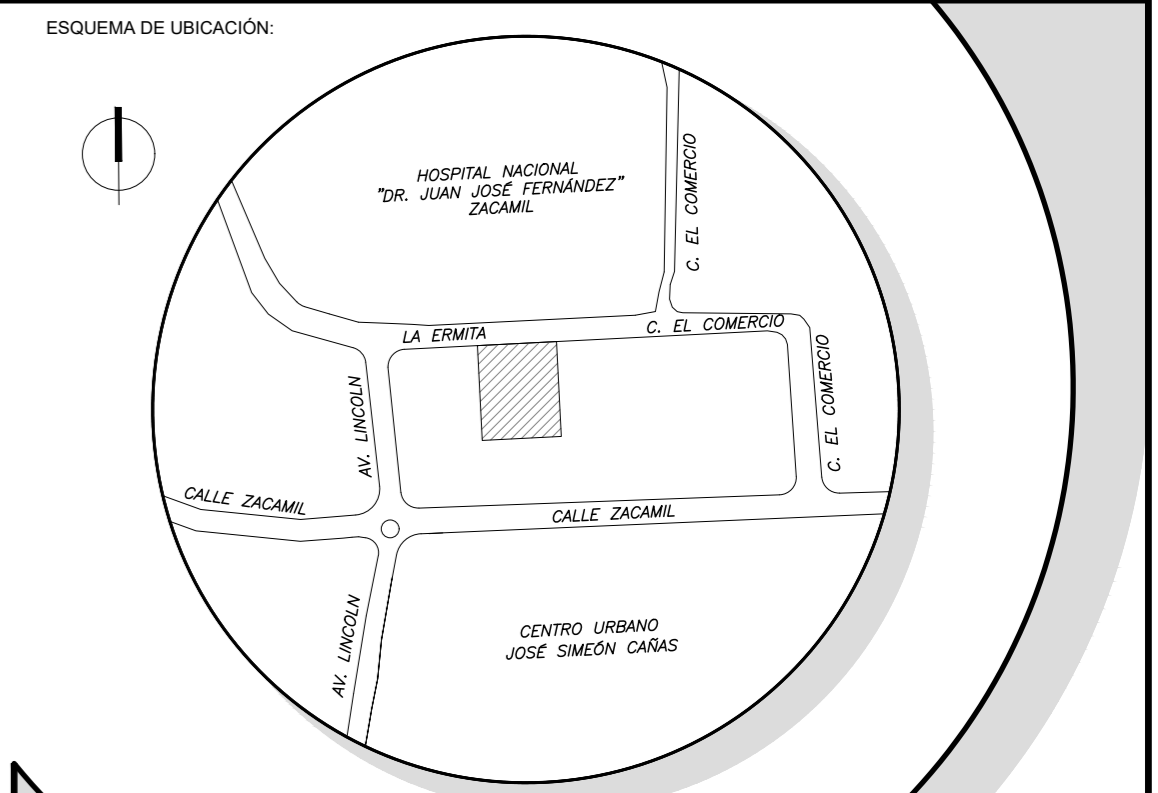 ESQUEMA DE UBICACIÓN:
HOSPITAL NACIONAL
"DR. JUAN JOSÉ FERNÁNDEZ"
ZACAMIL
C. EL COMERCIO
LA ERMITA
C. EL COMERCIO
C. EL COMERCIO
AV. LINCOLN
CALLE ZACAMIL
CALLE ZACAMIL
AV. LINCOLN
CENTRO URBANO
JOSÉ SIMEÓN CAÑAS